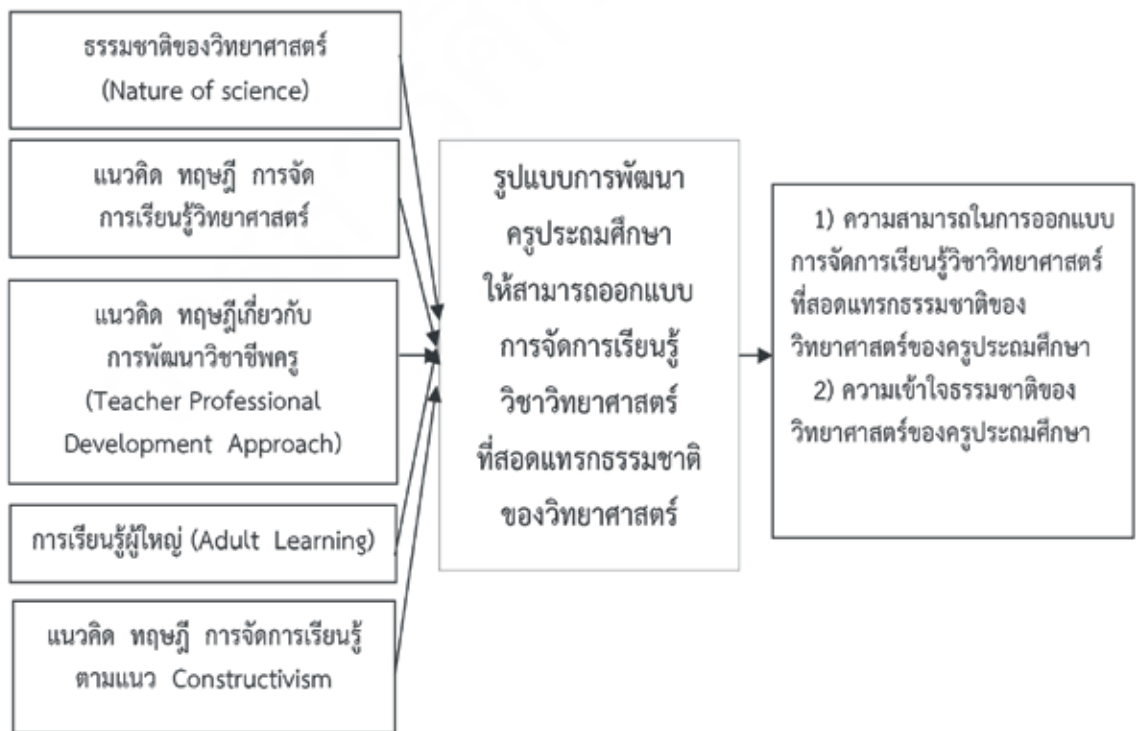 ธรรมชาติของวิทยาศาสตร์
(Nature of science)
แนวคิด ทฤษฎี การจัด
การเรียนรู้วิทยาศาสตร์
แนวคิด ทฤษฎีเกี่ยวกับ
การพัฒนาวิชาชีพครู
(Teacher Professional
Development Approach)
การเรียนรู้ผู้ใหญ่ (Adult Learning)
แนวคิด ทฤษฎี การจัดการเรียนรู้
ตามแนว Constructivism
รูปแบบการพัฒนา
ครูประถมศึกษา
ให้สามารถออกแบบ
การจัดการเรียนรู้
วิชาวิทยาศาสตร์
ที่สอดแทรกธรรมชาติ
ของวิทยาศาสตร์
1) ความสามารถในการออกแบบ
การจัดการเรียนรู้วิชาวิทยาศาสตร์
ที่สอดแทรกธรรมชาติของ
วิทยาศาสตร์ของครูประถมศึกษา
2) ความเข้าใจธรรมชาติของ
วิทยาศาสตร์ของครูประถมศึกษา